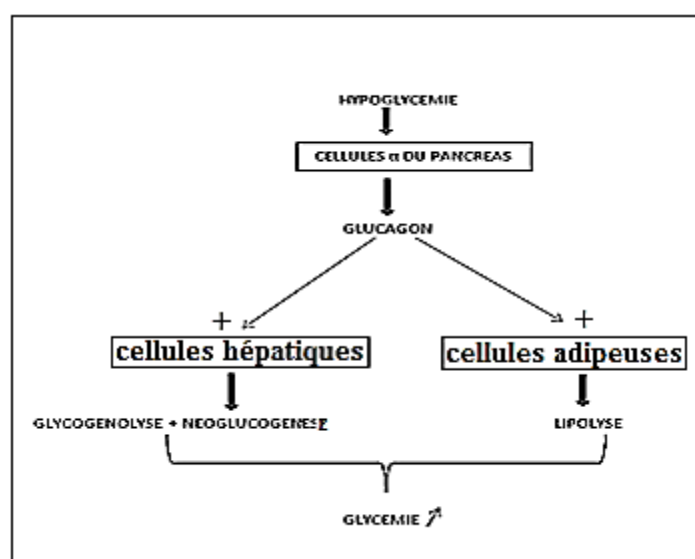 HYPOGLYCEMIE
CELLULES α DU PANCREAS
GLUCAGON
+ +
cellules hépatiques cellules adipeuses
GLYCOGENOLYSE + NEOGLUCOGENESE LIPOLYSE
GLYCEMIE ↗